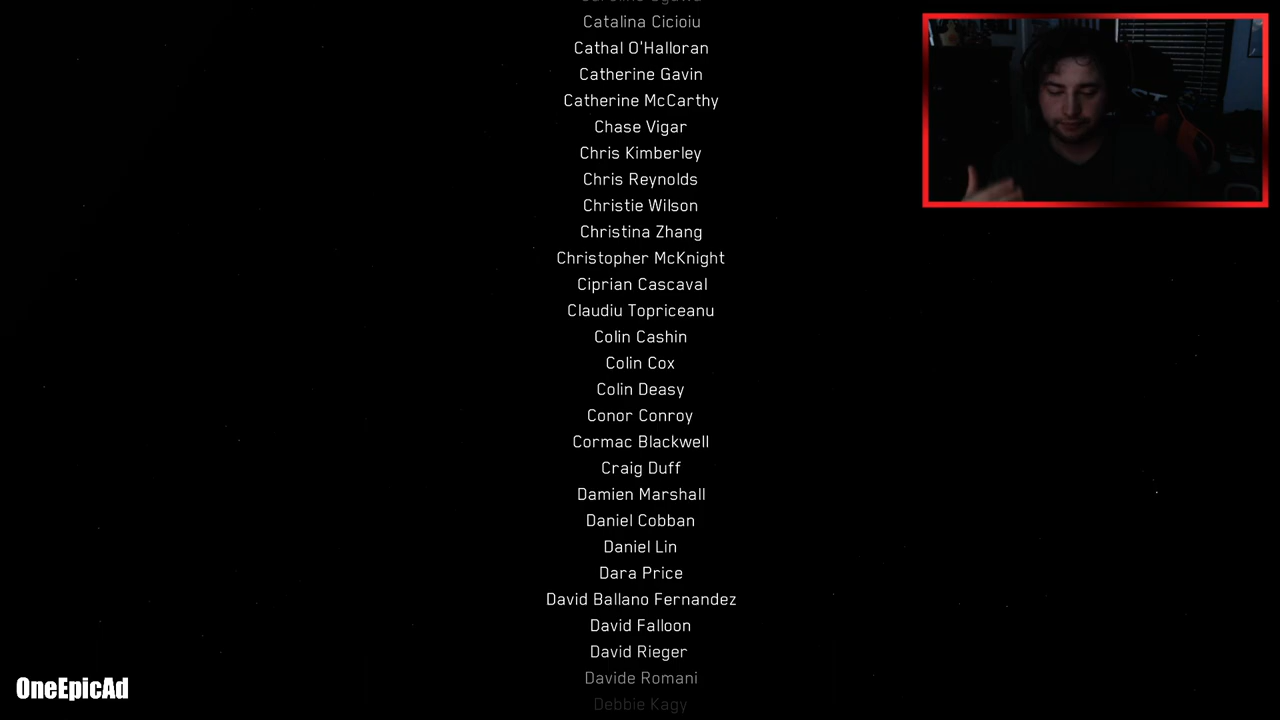 Catalina Cicioiu
Cathal O'Halloran
Catherine Gavin
Catherine McCarthy
Chase Vigar
Chris Kimberley
Chris Reynolds
Christie Wilson
Christina Zhang
Christopher McKnight
Ciprian Cascaval
Claudiu Topriceanu
Colin Cashin
Colin Cox
Colin Deasy
Conor Conroy
Cormac Blackwell
Craig Duff
Damien Marshall
Daniel Cobban
Daniel Lin
Dara Price
David Ballano Fernandez
David Falloon
David Rieger
Davide Romani
Debbie Kagy
OneEpicAd